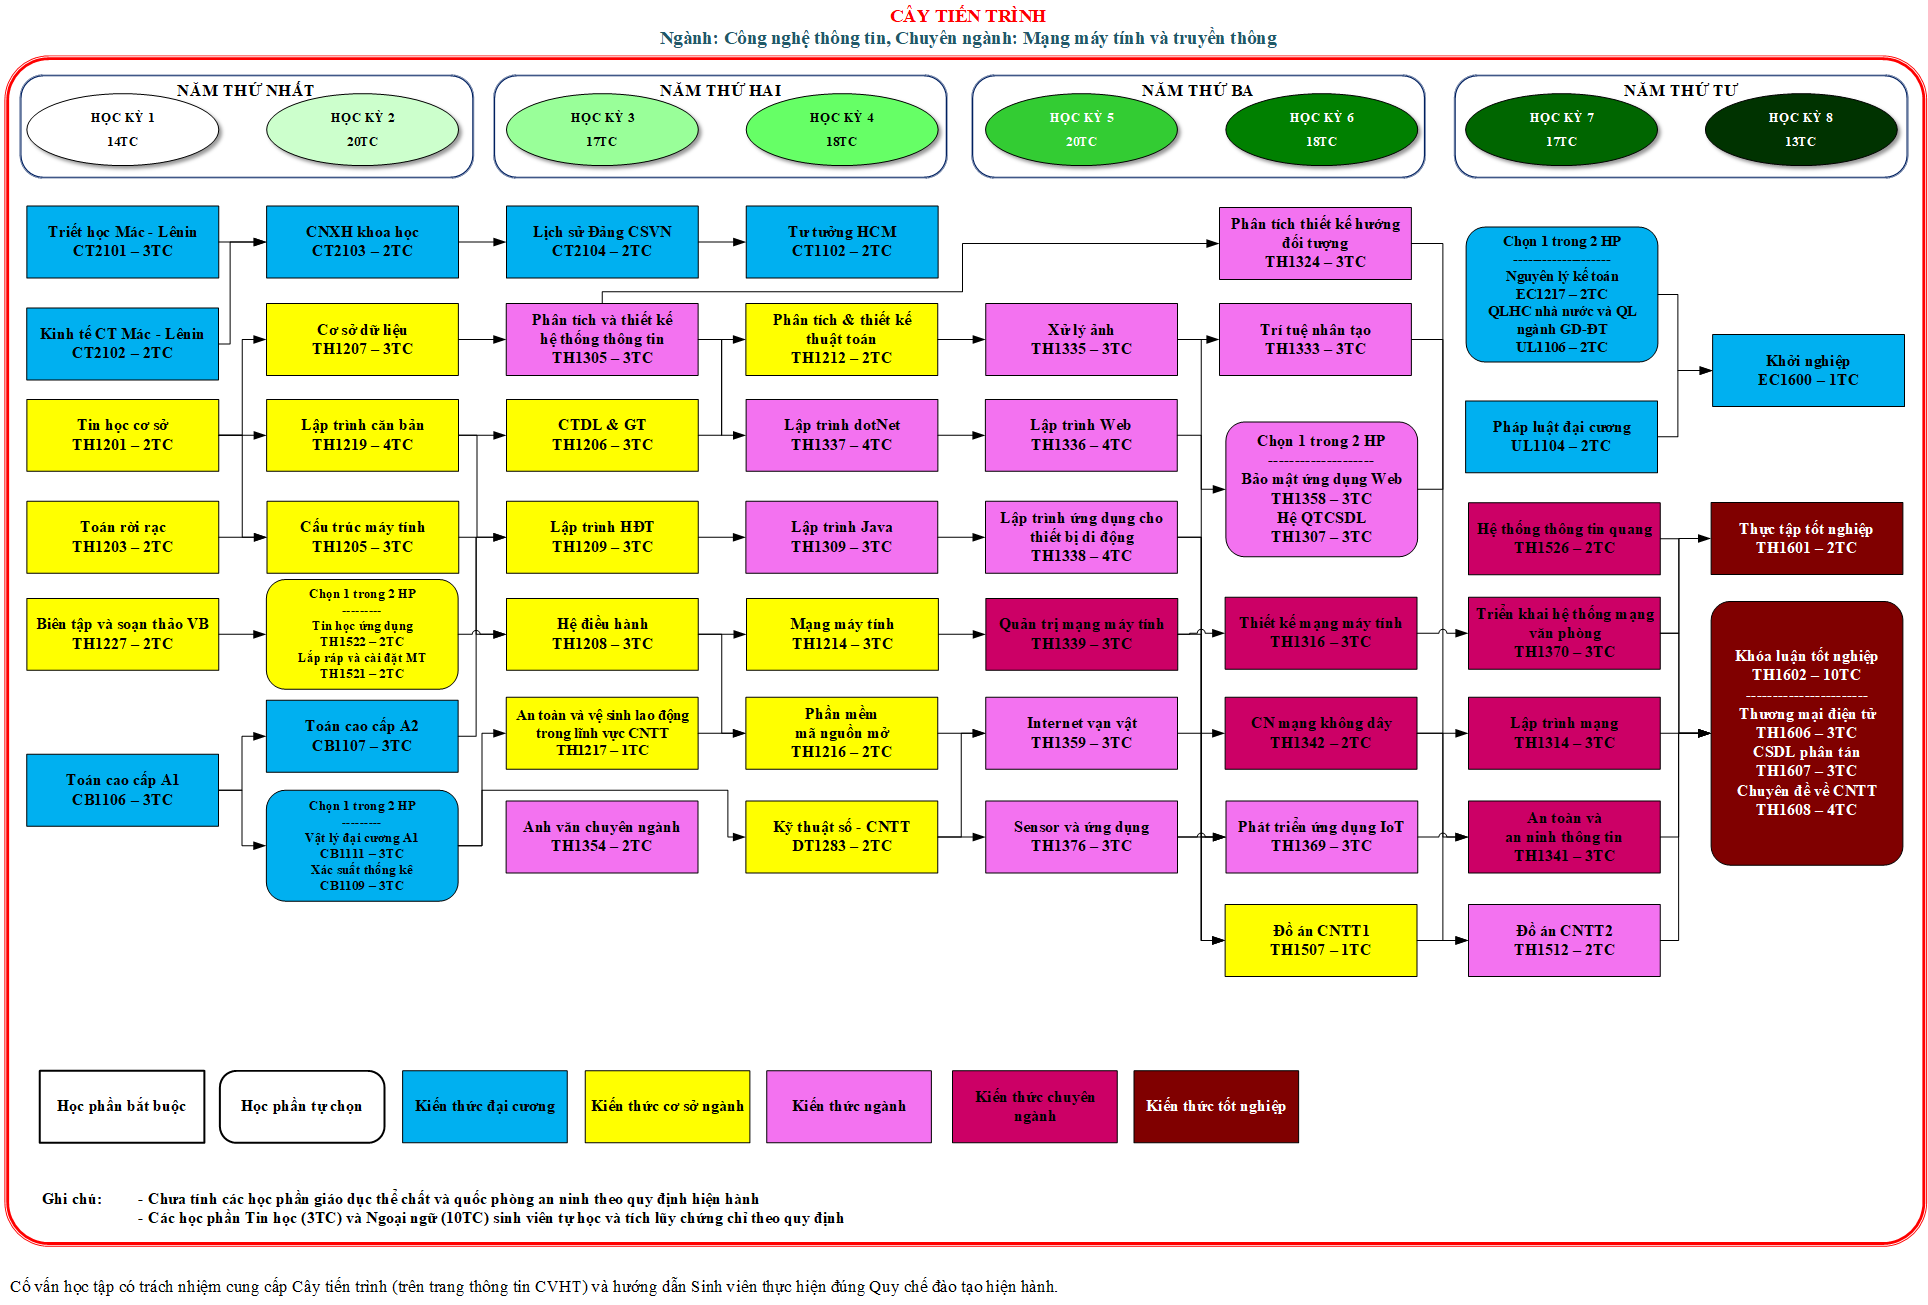 CÂY TIẾN TRÌNH
Ngành: Công nghệ thông tin, Chuyên ngành: Mạng máy tính và truyền thông
NĂM THỨ NHẤT
HỌC KỲ 1
14TC
HỌC KỲ 2
20TC
NĂM THỨ HAI
HỌC KỲ 3
17TC
HỌC KỲ 4
18TC
NĂM THỨ BA
HỌC KỲ 5
20TC
HỌC KỲ 6
18TC
NĂM THỨ TƯ
HỌC KỲ 7
17TC
HỌC KỲ 8
13TC
Triết học Mác - Lênin
CT2101 – 3TC
Kinh tế CT Mác - Lênin
CT2102 – 2TC
Tin học cơ sở
TH1201 – 2TC
Toán rời rạc
TH1203 – 2TC
Biên tập và soạn thảo VB
TH1227 – 2TC
Toán cao cấp A1
CB1106 – 3TC
CNXH khoa học
CT2103 – 2TC
Cơ sở dữ liệu
TH1207 – 3TC
Lập trình căn bản
TH1219 – 4TC
Cấu trúc máy tính
TH1205 – 3TC
Chọn 1 trong 2 HP
---------
Tin học ứng dụng
TH1522 – 2TC
Lắp ráp và cài đặt MT
TH1521 – 2TC
Toán cao cấp A2
CB1107 – 3TC
Chọn 1 trong 2 HP
---------
Vật lý đại cương A1
CB1111 – 3TC
Xác suất thống kê
CB1109 – 3TC
Lịch sử Đảng CSVN
CT2104 – 2TC
Phân tích và thiết kế
hệ thống thông tin
TH1305 – 3TC
CTDL & GT
TH1206 – 3TC
Lập trình HĐT
TH1209 – 3TC
Hệ điều hành
TH1208 – 3TC
An toàn và vệ sinh lao động
trong lĩnh vực CNTT
TH1217 – 1TC
Anh văn chuyên ngành
TH1354 – 2TC
Tư tưởng HCM
CT1102 – 2TC
Phân tích & thiết kế
thuật toán
TH1212 – 2TC
Lập trình dotNet
TH1337 – 4TC
Lập trình Java
TH1309 – 3TC
Mạng máy tính
TH1214 – 3TC
Phần mềm
mã nguồn mở
TH1216 – 2TC
Kỹ thuật số - CNTT
DT1283 – 2TC
Xử lý ảnh
TH1335 – 3TC
Lập trình Web
TH1336 – 4TC
Lập trình ứng dụng cho
thiết bị di động
TH1338 – 4TC
Quản trị mạng máy tính
TH1339 – 3TC
Internet vạn vật
TH1359 – 3TC
Sensor và ứng dụng
TH1376 – 3TC
Phân tích thiết kế hướng
đối tượng
TH1324 – 3TC
Trí tuệ nhân tạo
TH1333 – 3TC
Chọn 1 trong 2 HP
--------------------
Bảo mật ứng dụng Web
TH1358 – 3TC
Hệ QTCSDL
TH1307 – 3TC
Thiết kế mạng máy tính
TH1316 – 3TC
CN mạng không dây
TH1342 – 2TC
Phát triển ứng dụng IoT
TH1369 – 3TC
Đồ án CNTT1
TH1507 – 1TC
Chọn 1 trong 2 HP
--------------------
Nguyên lý kế toán
EC1217 – 2TC
QLHC nhà nước và QL
ngành GD-ĐT
UL1106 – 2TC
Pháp luật đại cương
UL1104 – 2TC
Hệ thống thông tin quang
TH1526 – 2TC
Triển khai hệ thống mạng
văn phòng
TH1370 – 3TC
Lập trình mạng
TH1314 – 3TC
An toàn và
an ninh thông tin
TH1341 – 3TC
Đồ án CNTT2
TH1512 – 2TC
Khởi nghiệp
EC1600 – 1TC
Thực tập tốt nghiệp
TH1601 – 2TC
Khóa luận tốt nghiệp
TH1602 – 10TC
-----------------------
Thương mại điện tử
TH1606 – 3TC
CSDL phân tán
TH1607 – 3TC
Chuyên đề về CNTT
TH1608 – 4TC
Học phần bắt buộc
Học phần tự chọn
Kiến thức đại cương
Kiến thức cơ sở ngành
Kiến thức ngành
Kiến thức chuyên
ngành
Kiến thức tốt nghiệp
Ghi chú: - Chưa tính các học phần giáo dục thể chất và quốc phòng an ninh theo quy định hiện hành
- Các học phần Tin học (3TC) và Ngoại ngữ (10TC) sinh viên tự học và tích lũy chứng chỉ theo quy định
Cố vấn học tập có trách nhiệm cung cấp Cây tiến trình (trên trang thông tin CVHT) và hướng dẫn Sinh viên thực hiện đúng Quy chế đào tạo hiện hành.